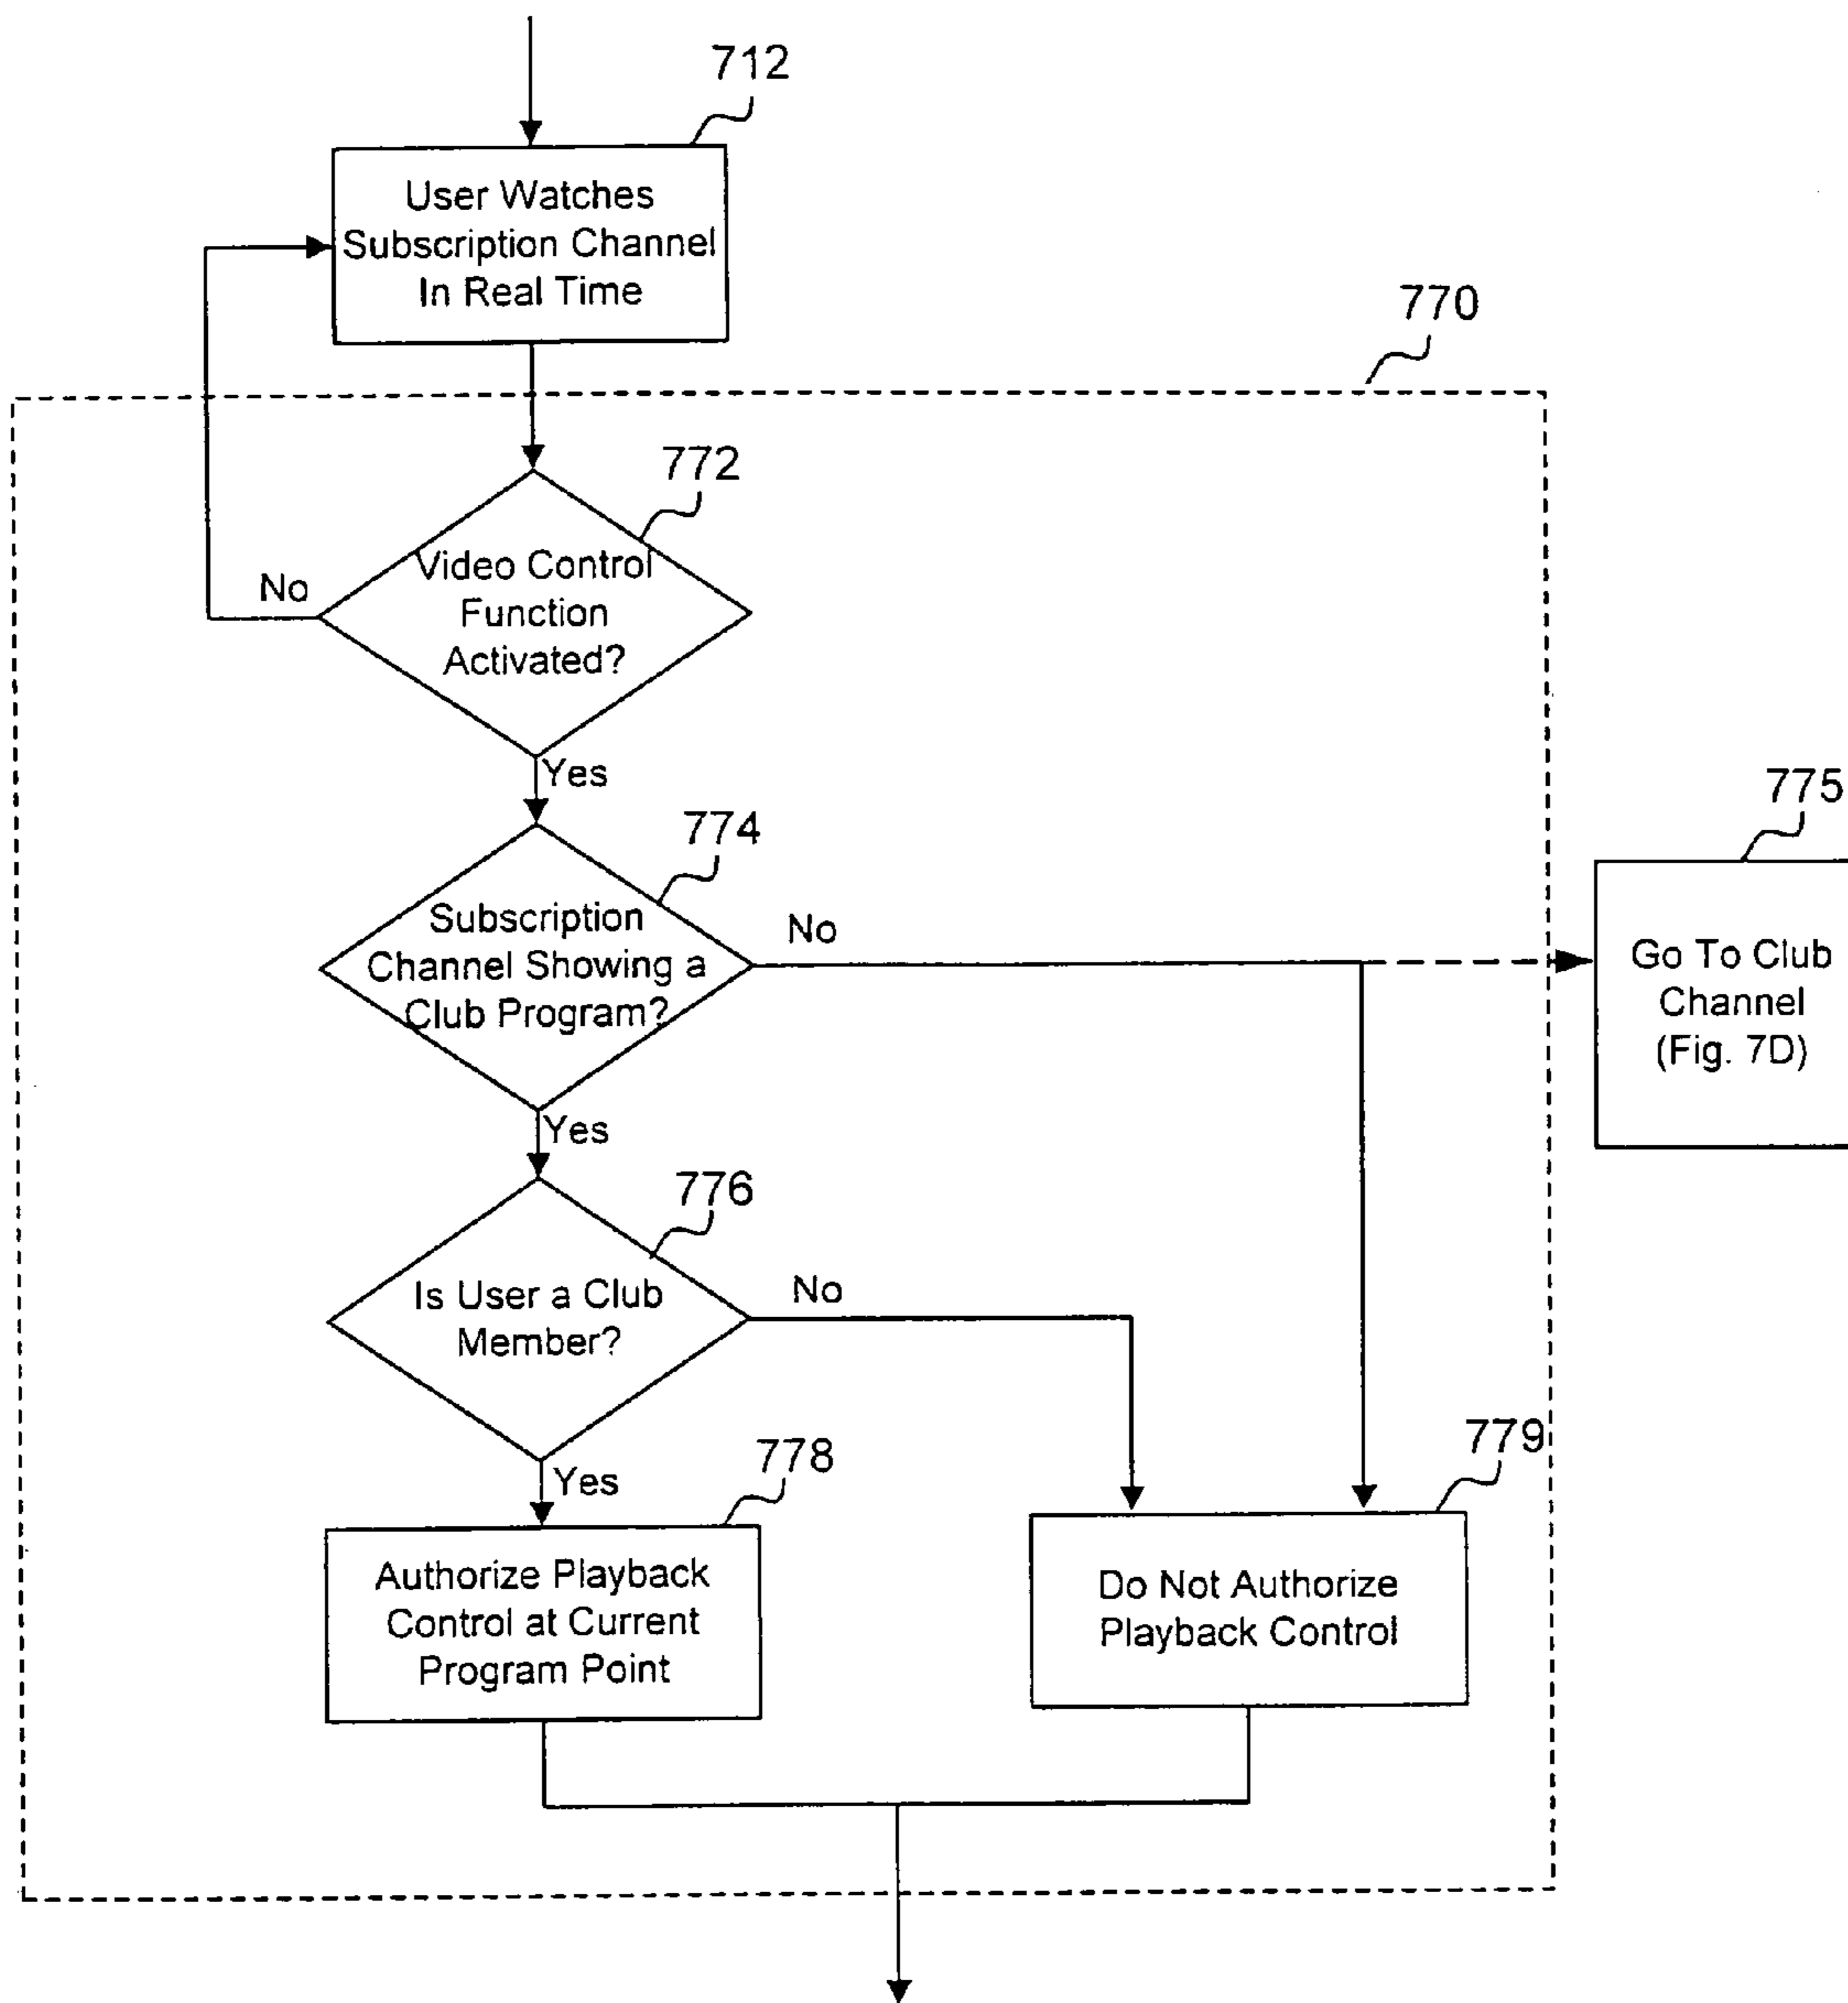 712
User Watches
Subscription Channel
In Real Time
770
772
Video Control
Function
Activated?
No
Yes
774
775
Subscription
Channel Showing a
Club Program?
No
Go To Club
Channel
(Fig. 7D)
Yes
776
Is User a Club
Member?
No
Yes
778
779
Authorize Playback
Control at Current
Program Point
Do Not Authorize
Playback Control